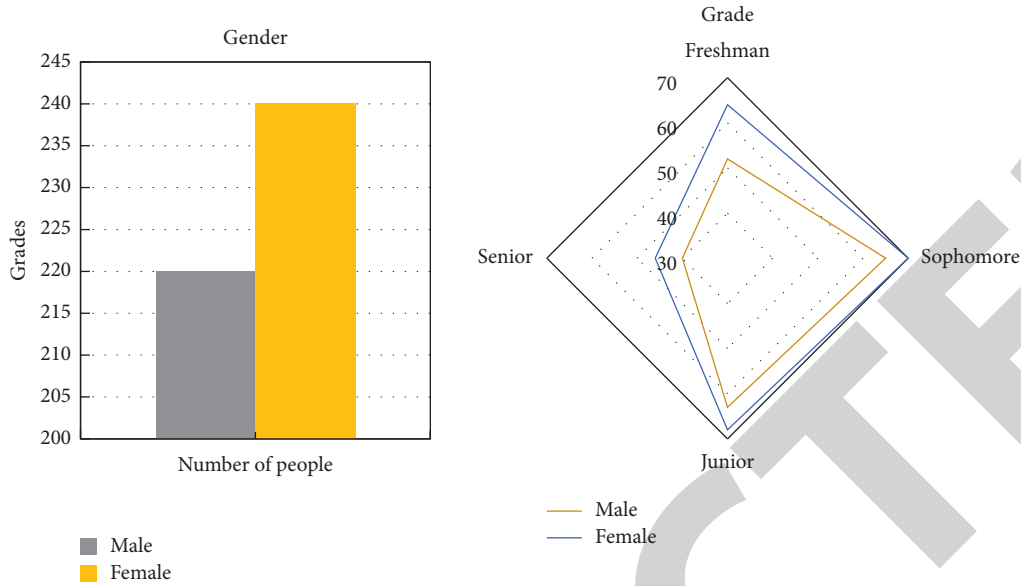 Gender
245
240
235
230
225
220
215
210
205
200
Grades
Number of people
Male
Female
Grade
Freshman
70
60
50
40
30
Senior
Sophomore
Junior
Male
Female